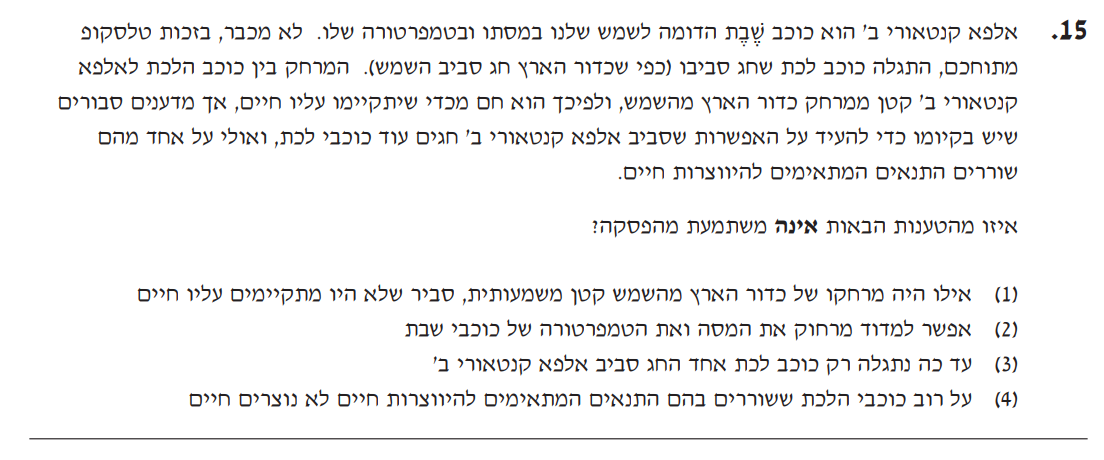 15. אלפא קנטאורי ב' הוא כוכב שֶׁבֶת הדומה לשמש שלנו במסתו ובטמפרטורה שלו. לא מכבר, בזכות טלסקופ
מתוחכם, התגלה כוכב לכת שחג סביבו (כפי שכדור הארץ חג סביב השמש). המרחק בין כוכב הלכת לאלפא
קנטאורי ב' קטן ממרחק כדור הארץ מהשמש, ולפיכך הוא חם מכדי שיתקיימו עליו חיים, אך מדענים סבורים
שיש בקיומו כדי להעיד על האפשרות שסביב אלפא קנטאורי ב' חגים עוד כוכבי לכת, ואולי על אחד מהם
שוררים התנאים המתאימים להיווצרות חיים.
איזו מהטענות הבאות אינה משתמעת מהפסקה?
(1) אילו היה מרחקו של כדור הארץ מהשמש קטן משמעותית, סביר שלא היו מתקיימים עליו חיים
(2) אפשר למדוד מרחוק את המסה ואת הטמפרטורה של כוכבי שבת
(3) עד כה נתגלה רק כוכב לכת אחד החג סביב אלפא קנטאורי ב'
(4) על רוב כוכבי הלכת ששוררים בהם התנאים המתאימים להיווצרות חיים לא נוצרים חיים